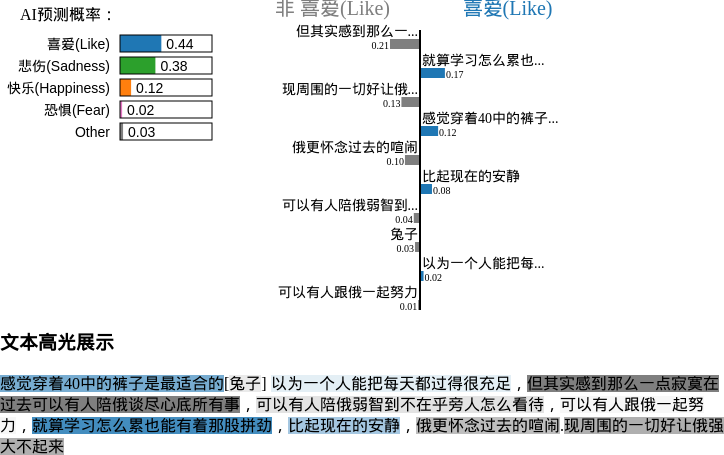 AI预测概率：
喜爱(Like) 0.44
悲伤(Sadness) 0.38
快乐(Happiness) 0.12
恐惧(Fear) 0.02
Other 0.03
非 喜爱(Like) 喜爱(Like)
但其实感到那么一...
0.21
就算学习怎么累也...
0.17
现周围的一切好让俄...
0.13
感觉穿着40中的裤子...
0.12
俄更怀念过去的喧闹
0.10
比起现在的安静
0.08
可以有人陪俄弱智到...
0.04
兔子
0.03
以为一个人能把每...
0.02
可以有人跟俄一起努力
0.01
文本高光展示
感觉穿着40中的裤子是最适合的[兔子] 以为一个人能把每天都过得很充足，但其实感到那么一点寂寞在
过去可以有人陪俄谈尽心底所有事，可以有人陪俄弱智到不在乎旁人怎么看待，可以有人跟俄一起努
力，就算学习怎么累也能有着那股拼劲，比起现在的安静，俄更怀念过去的喧闹.现周围的一切好让俄强
大不起来